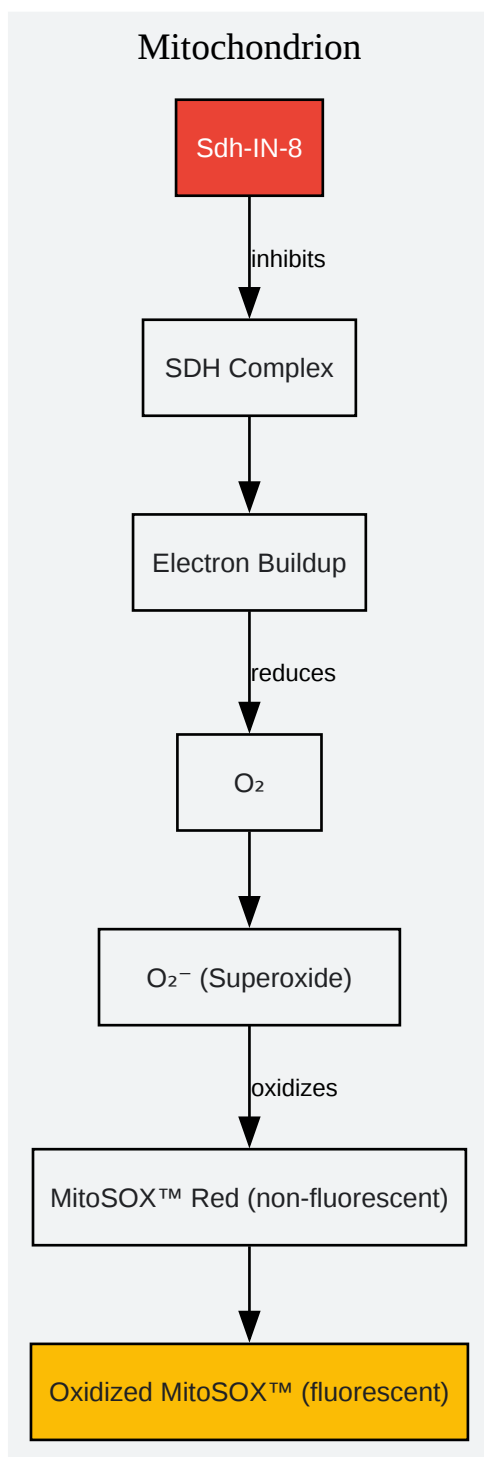 Mitochondrion
Sdh-IN-8
inhibits
SDH Complex
Electron Buildup
reduces
O₂
O₂⁻ (Superoxide)
oxidizes
MitoSOX™ Red (non-fluorescent)
Oxidized MitoSOX™ (fluorescent)